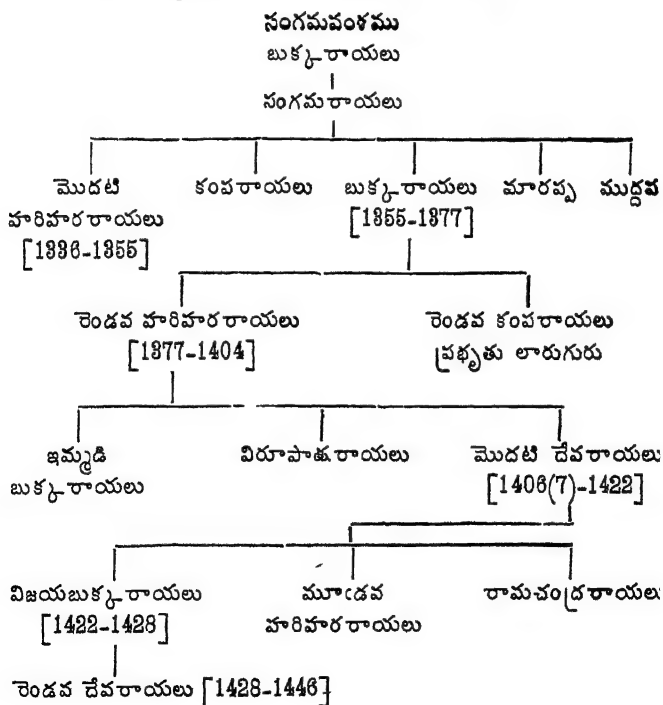 సంగమవంశము
బుక్కరాయలు
సంగమరాయలు
మొదటి కంపరాయలు బుక్కరాయలు మారప్ప ముద్దప
హరిహరరాయలు [1355-1377]
[1336-1355]
రెండవ హరిహరరాయలు రెండవ కంపరాయలు
[1377-1404] ప్రభృతు లారుగురు
ఇమ్మడి విరూపాక్షరాయలు మొదటి దేవరాయలు
బుక్కరాయలు [1406(7)-1422]
విజయబుక్కరాయలు మూఁడవ రామచంద్రరాయలు
[1422-1428] హరిహరరాయలు
రెండవ దేవరాయలు [1428-1446]